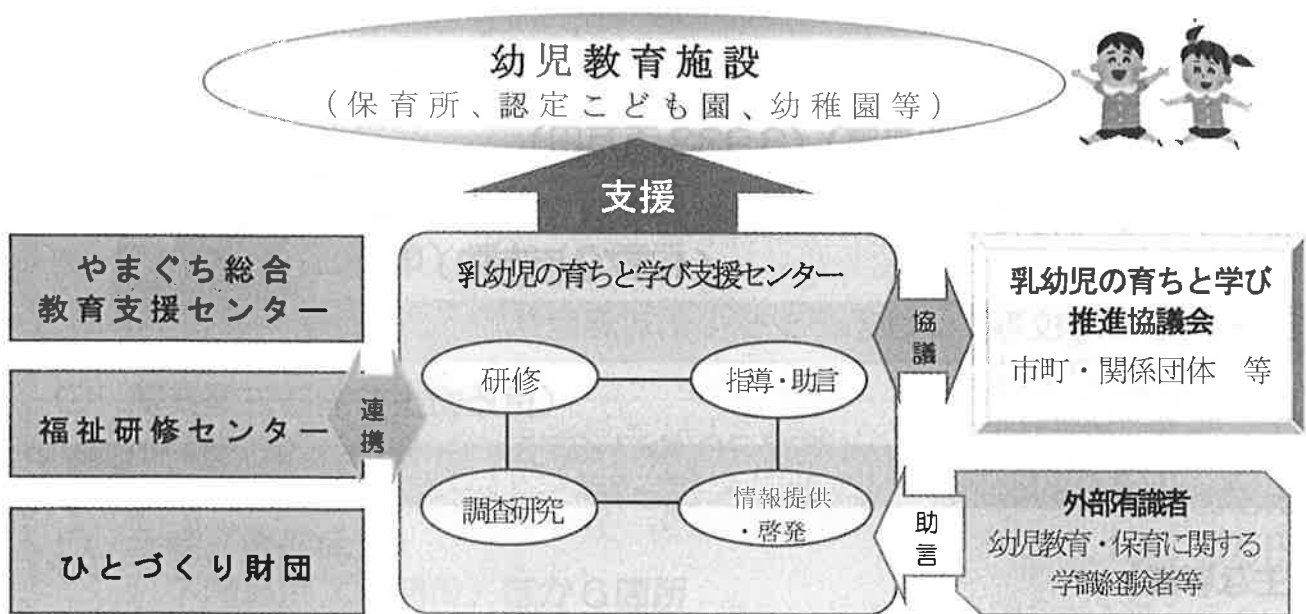 幼児教育施設
(保育所、認定こども園、幼稚園等)
支援
やまぐち総合
教育支援センター
福祉研修センター
ひとづくり財団
連携
乳幼児の育ちと学び支援センター
研修
指導・助言
調査研究
情報提供
・啓発
協議
乳幼児の育ちと学び
推進協議会
市町・関係団体 等
助言
外部有識者
幼児教育・保育に関する
学識経験者等